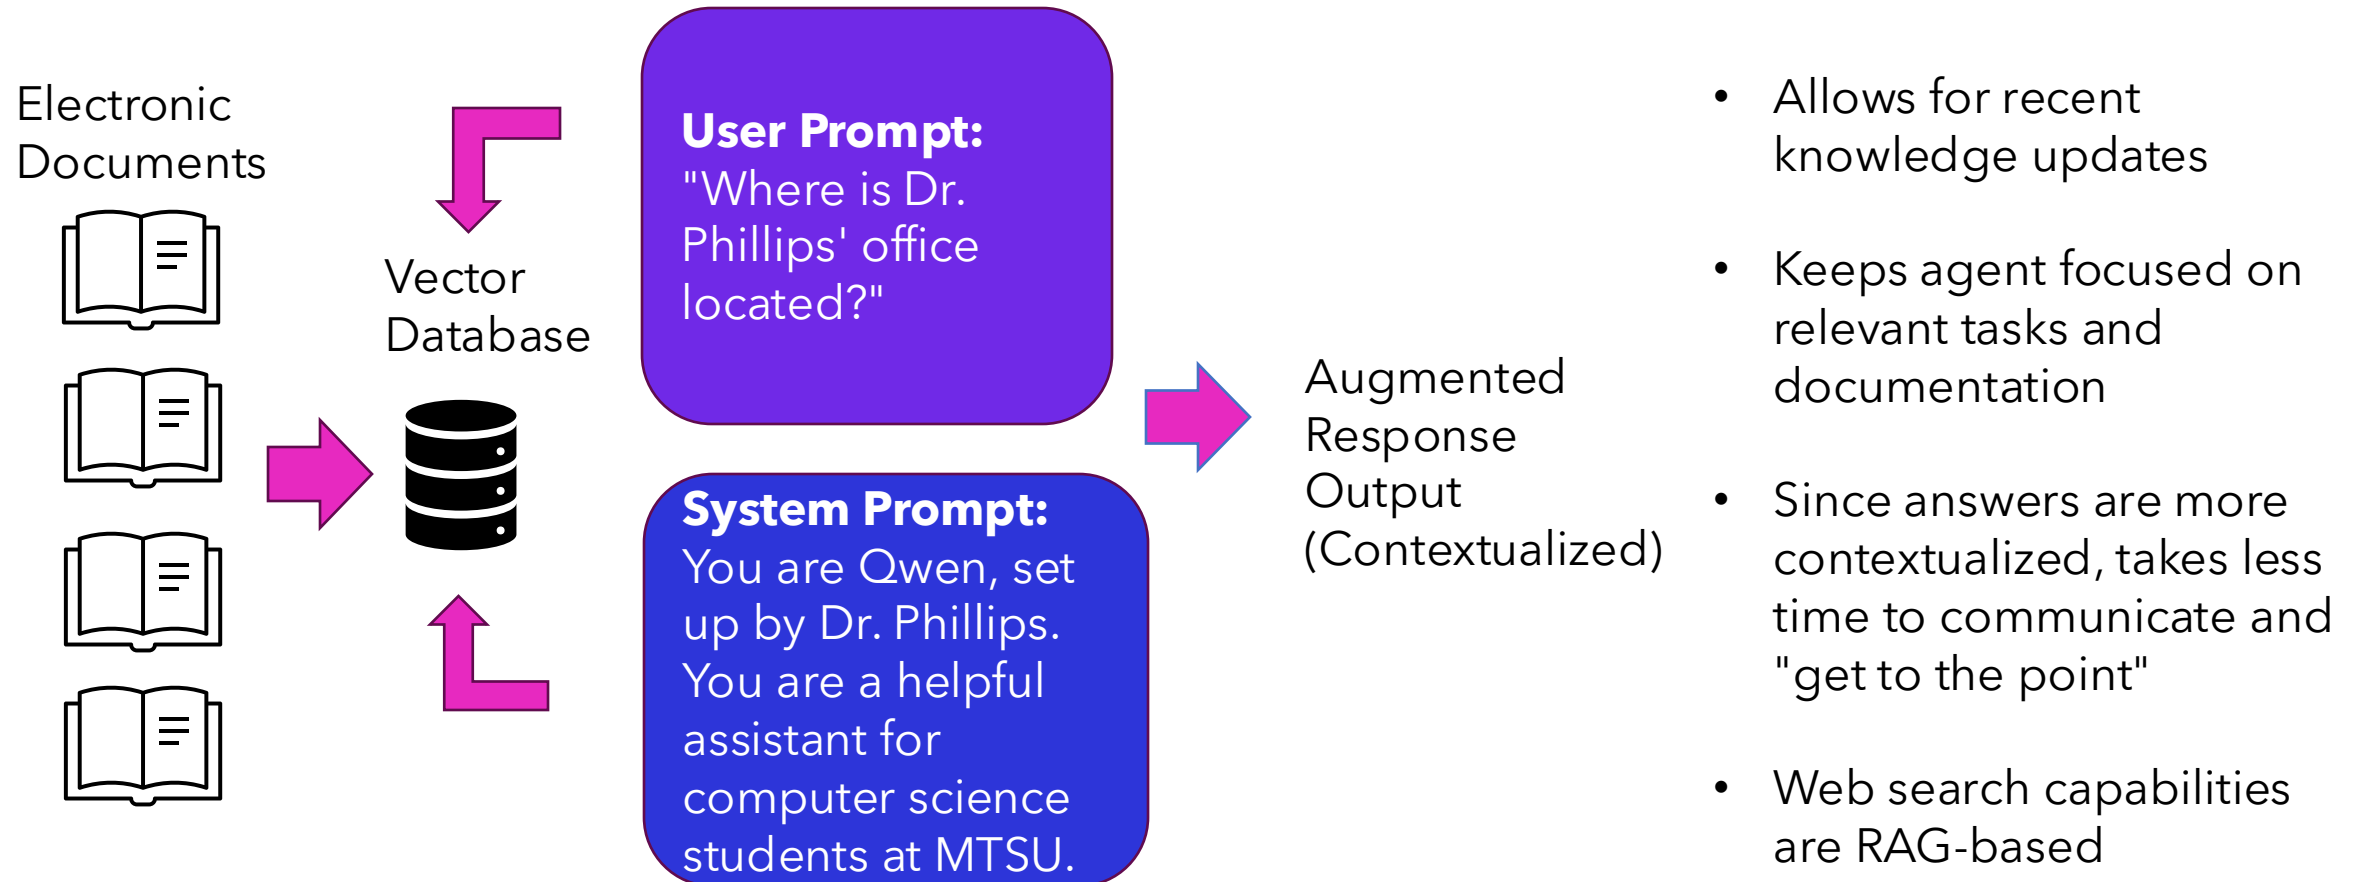 Electronic
Documents
Vector
Database
User Prompt:
"Where is Dr.
Phillips' office
located?"
System Prompt:
You are Qwen, set
up by Dr. Phillips.
You are a helpful
assistant for
computer science
students at MTSU.
Augmented
Response
Output
(Contextualized)
• Allows for recent
knowledge updates
• Keeps agent focused on
relevant tasks and
documentation
• Since answers are more
contextualized, takes less
time to communicate and
"get to the point"
• Web search capabilities
are RAG-based